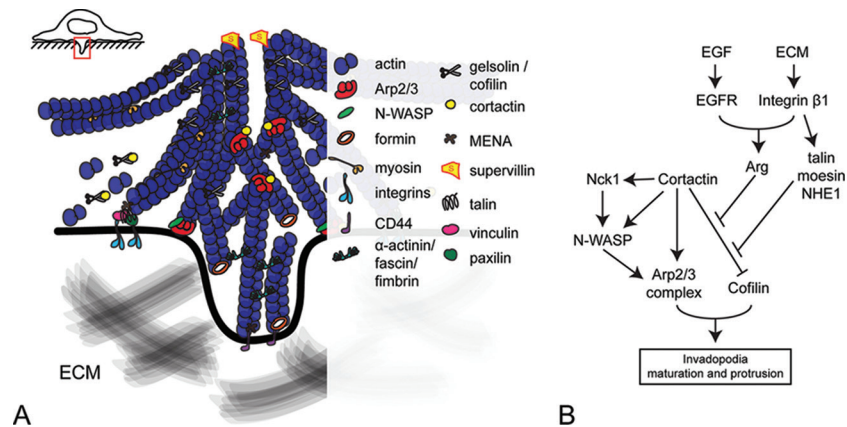 S S
actin
Arp2/3
N-WASP
formin
myosin
integrins
CD44
α-actinin/
fascin/
fimbrin
gelsolin /
cofilin
cortactin
MENA
S supervillin
talin
vinculin
paxilin
ECM
A
EGF ECM
EGFR Integrin β1
Arg
talin
moesin
NHE1
Nck1 Cortactin
N-WASP
Arp2/3
complex
Cofilin
Invadopodia
maturation and protrusion
B